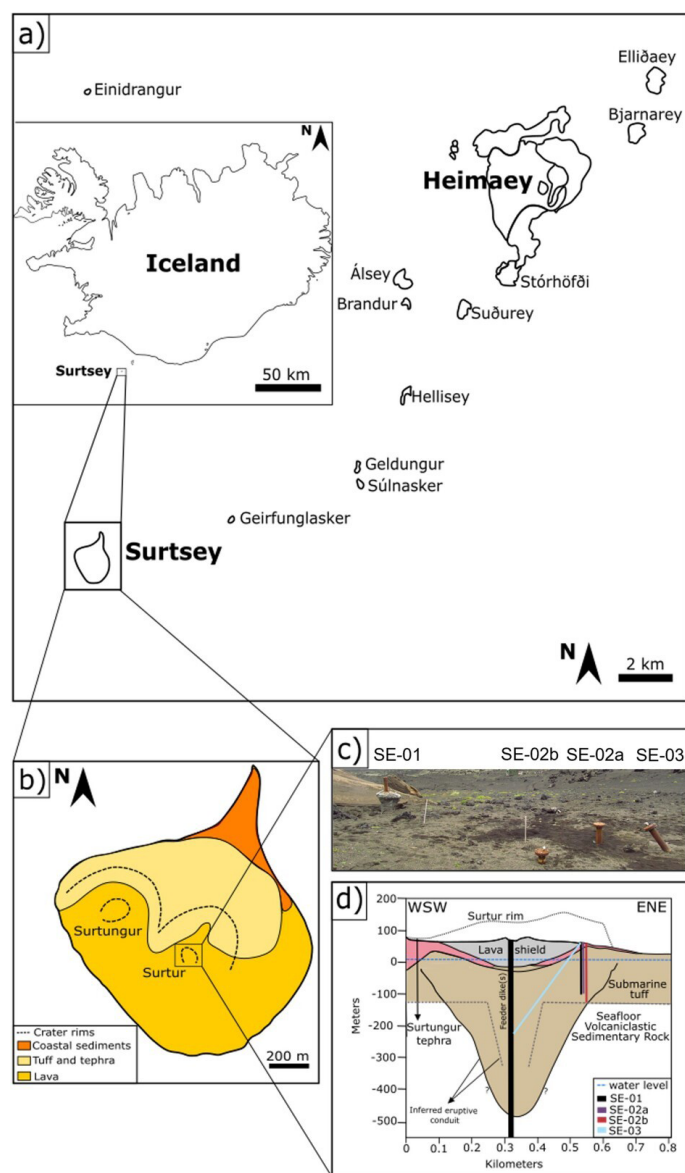 a)
Einidrangur
Elliðaey
Bjarnarey
Heimaey
Stórhöfði
Suðurey
Álsey
Brandur
Hellisey
Geldungur
Súlnasker
Geirfunglasker
N
Iceland
Surtsey
50 km
Surtsey
N
2 km
b)
N
Surtungur
Surtur
Crater rims
Coastal sediments
Tuff and tephra
Lava
200 m
c)
SE-01
SE-02b
SE-02a
SE-03
d)
200
100
0
-100
-200
-300
-400
-500
Meters
WSW
ENE
Surtur rim
Lava shield
Feeder dike(s)
Submarine
tuff
Seafloor
Volcaniclastic
Sedimentary Rock
Surtungur
tephra
Inferred eruptive
conduit
?
?
water level
SE-01
SE-02a
SE-02b
SE-03
0
0.1
0.2
0.3
0.4
0.5
0.6
0.7
0.8
Kilometers